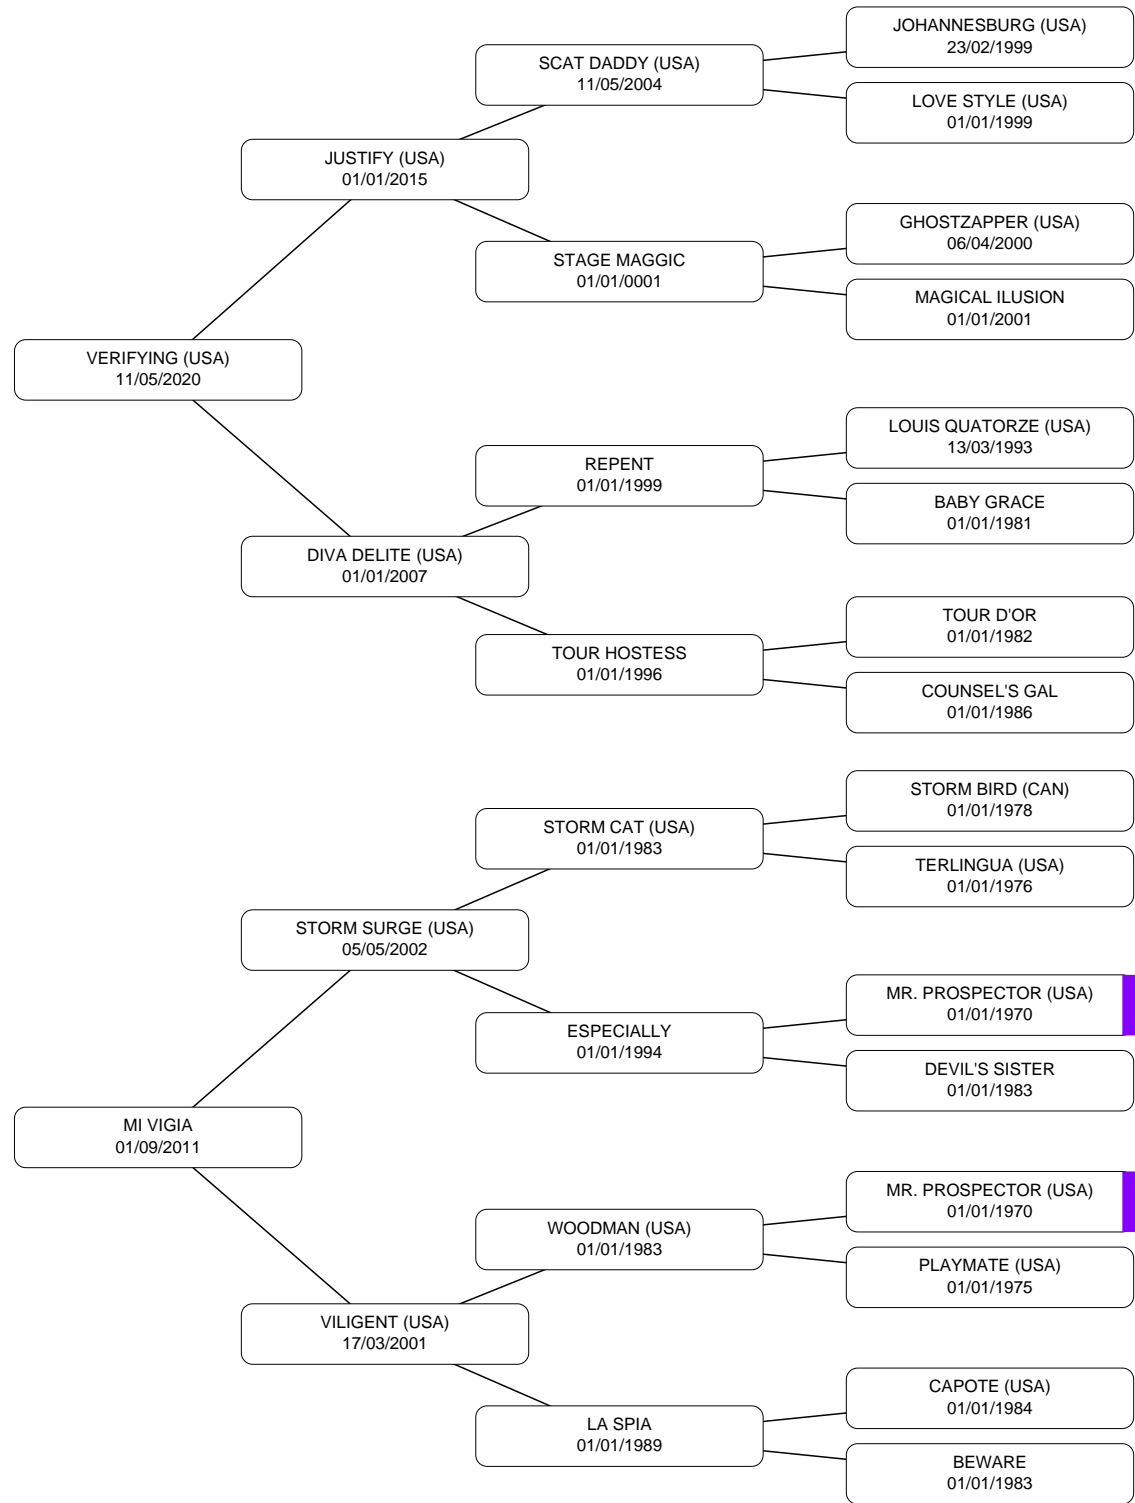 JOHANNESBURG (USA)
23/02/1999
SCAT DADDY (USA)
11/05/2004
LOVE STYLE (USA)
01/01/1999
JUSTIFY (USA)
01/01/2015
GHOSTZAPPER (USA)
06/04/2000
STAGE MAGGIC
01/01/0001
MAGICAL ILUSION
01/01/2001
VERIFYING (USA)
11/05/2020
LOUIS QUATORZE (USA)
13/03/1993
REPENT
01/01/1999
BABY GRACE
01/01/1981
DIVA DELITE (USA)
01/01/2007
TOUR D'OR
01/01/1982
TOUR HOSTESS
01/01/1996
COUNSEL'S GAL
01/01/1986
STORM BIRD (CAN)
01/01/1978
STORM CAT (USA)
01/01/1983
TERLINGUA (USA)
01/01/1976
STORM SURGE (USA)
05/05/2002
MR. PROSPECTOR (USA)
01/01/1970
ESPECIALLY
01/01/1994
DEVIL'S SISTER
01/01/1983
MI VIGIA
01/09/2011
MR. PROSPECTOR (USA)
01/01/1970
WOODMAN (USA)
01/01/1983
PLAYMATE (USA)
01/01/1975
VILIGENT (USA)
17/03/2001
CAPOTE (USA)
01/01/1984
LA SPIA
01/01/1989
BEWARE
01/01/1983